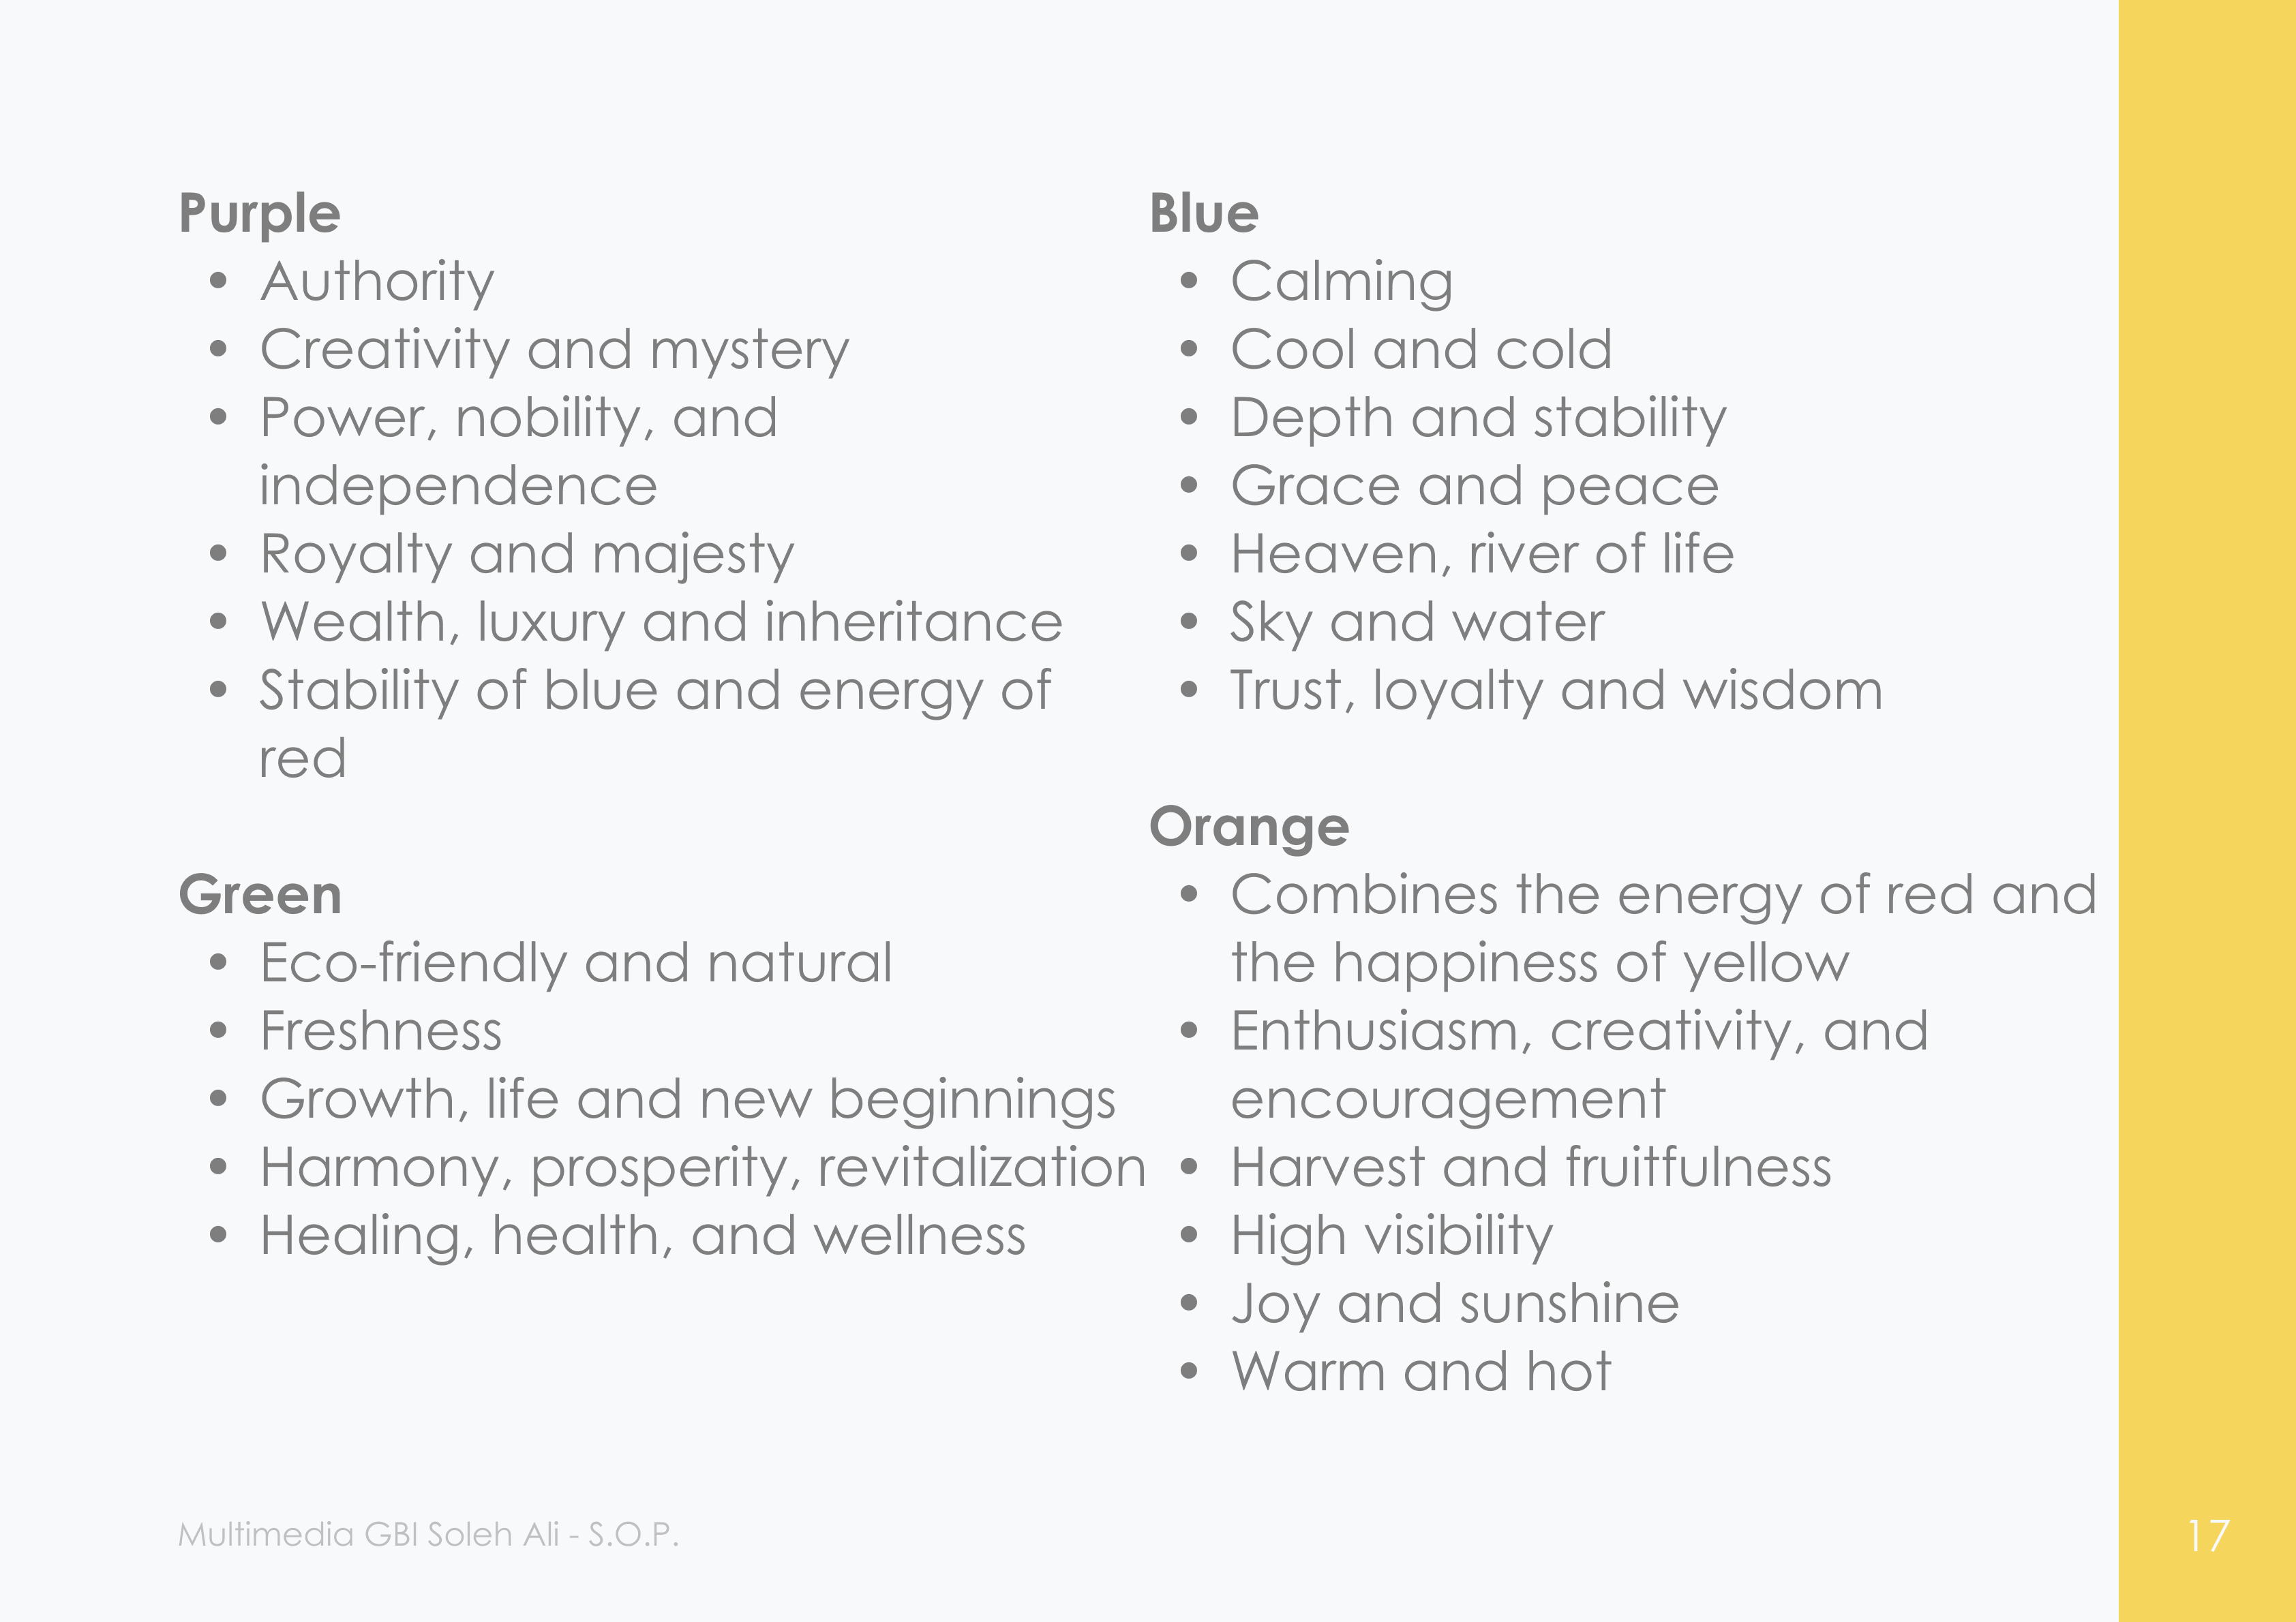 Purple
• Authority
• Creativity and mystery
• Power, nobility, and
independence
• Royalty and majesty
• Wealth, luxury and inheritance
• Stability of blue and energy of
red
Green
• Eco-friendly and natural
• Freshness
• Growth, life and new beginnings
• Harmony, prosperity, revitalization
• Healing, health, and wellness
Blue
• Calming
• Cool and cold
• Depth and stability
• Grace and peace
• Heaven, river of life
• Sky and water
• Trust, loyalty and wisdom
Orange
• Combines the energy of red and
the happiness of yellow
• Enthusiasm, creativity, and
encouragement
• Harvest and fruitfulness
• High visibility
• Joy and sunshine
• Warm and hot
Multimedia GBI Soleh Ali - S.O.P.
17